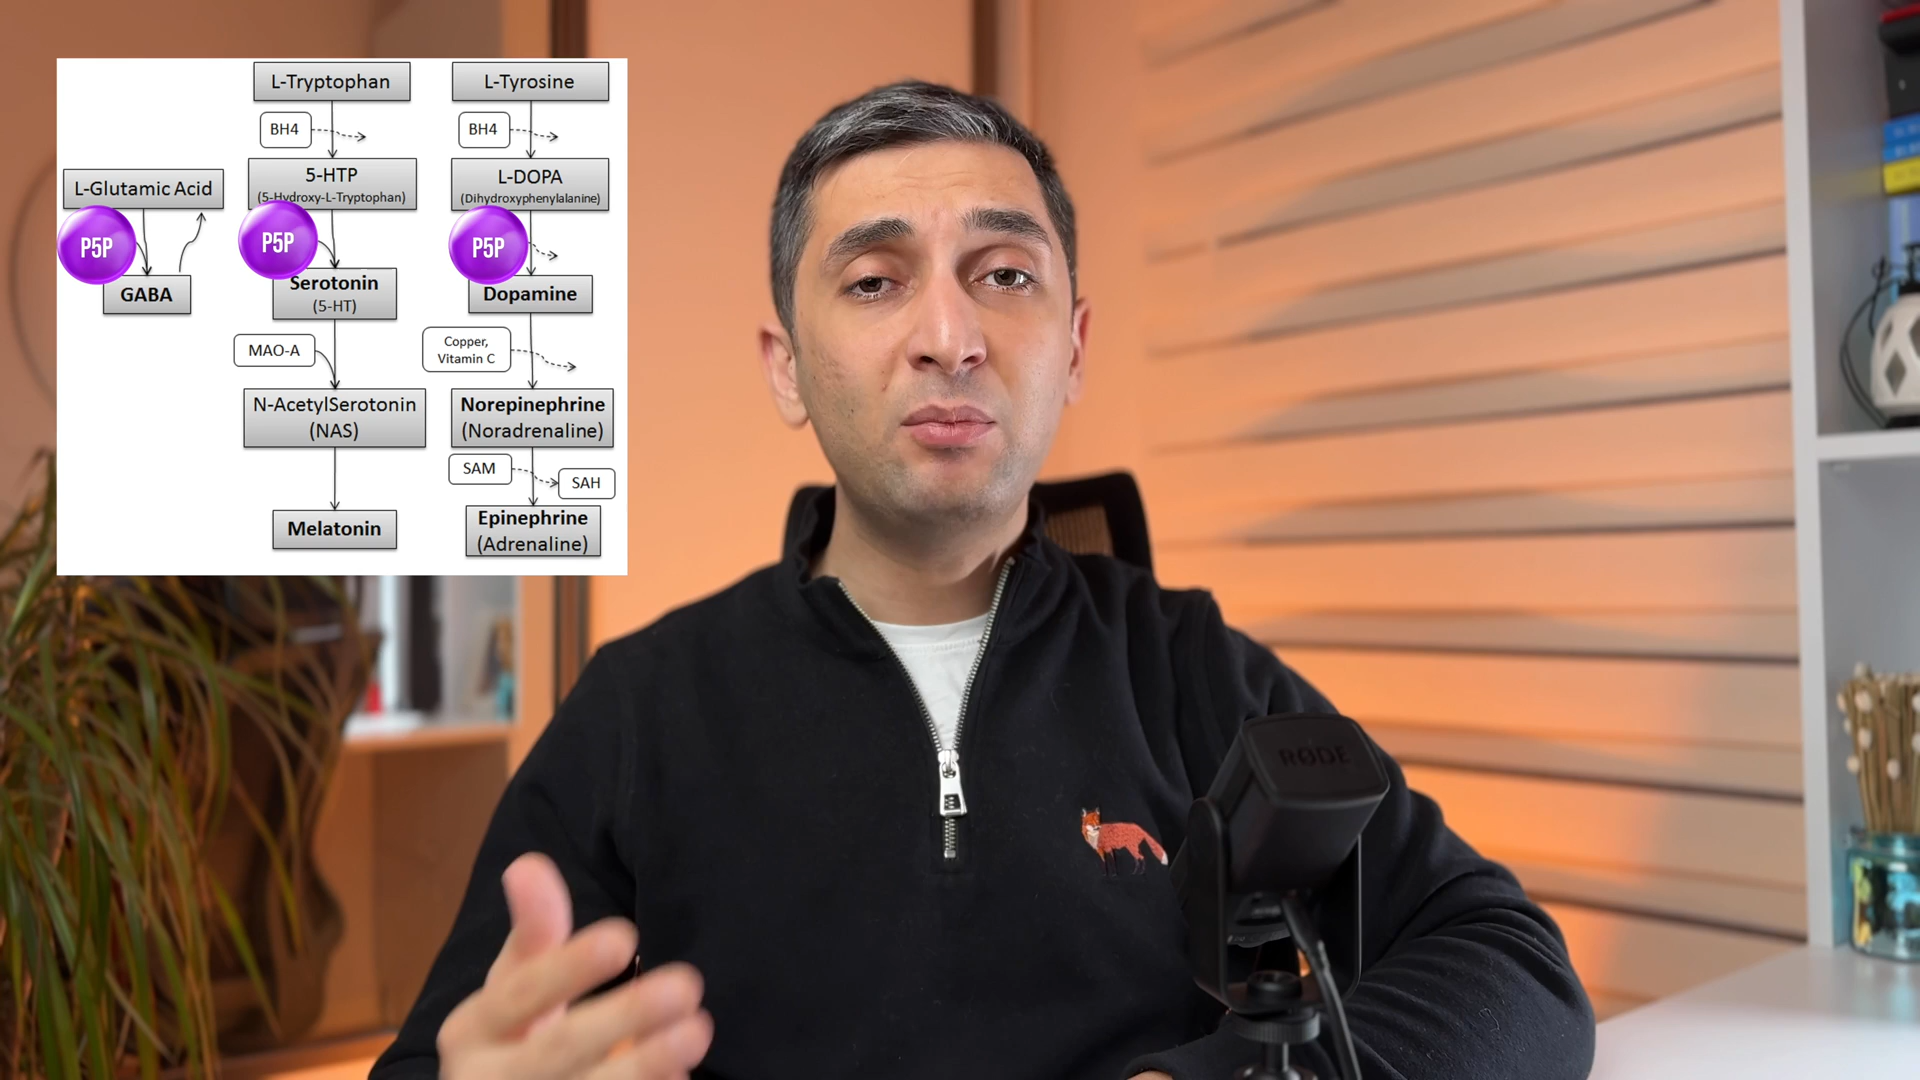 L-Tryptophan
BH4
5-HTP
(5-Hydroxy-L-Tryptophan)
L-Glutamic Acid
P5P
P5P
GABA
Serotonin
(5-HT)
MAO-A
N-AcetylSerotonin
(NAS)
Melatonin
L-Tyrosine
BH4
L-DOPA
(Dihydroxyphenylalanine)
P5P
Dopamine
Copper,
Vitamin C
Norepinephrine
(Noradrenaline)
SAM
SAH
Epinephrine
(Adrenaline)
RØDE